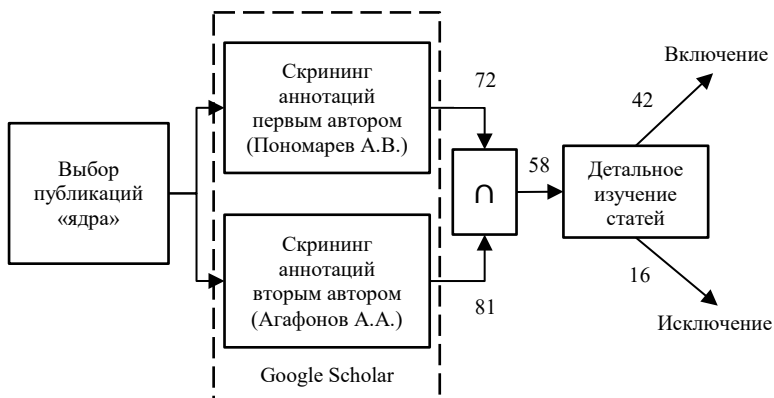 Выбор
публикаций
«ядра»
Скрининг
аннотаций
первым автором
(Пономарев А.В.)
72
Скрининг
аннотаций
вторым автором
(Агафонов А.А.)
81
Google Scholar
∩
58
Детальное
изучение
статей
42
Включение
16
Исключение